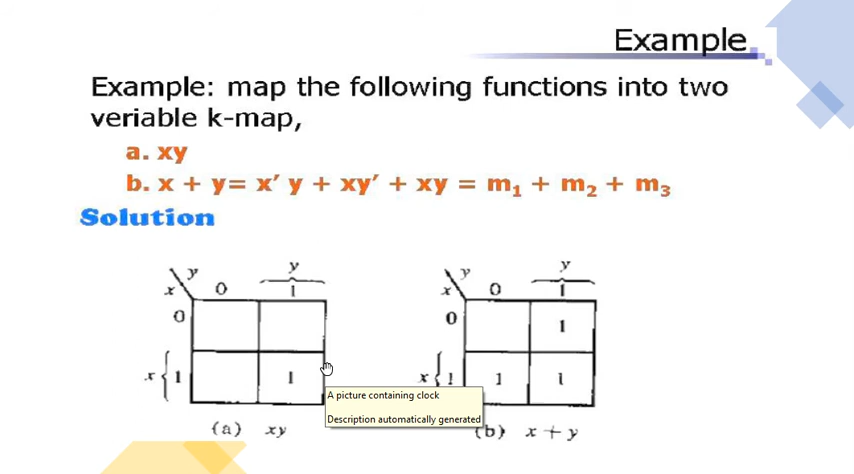 Example
Example: map the following functions into two
veriable k-map,
a. xy
b. x + y= x′ y + xy′ + xy = m₁ + m₂ + m₃
Solution
y
y
x
0
1
0
x
1
1
(a) xy
y
y
x
0
1
0
1
x
1
1
1
(b) x + y
A picture containing clock
Description automatically generated